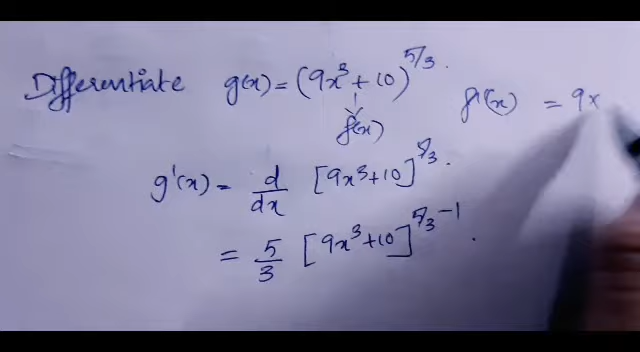 Differentiate g(x) = (9x³ + 10)^5/3.
f(x)
f'(x) = 9x
g'(x) = d/dx [9x³+10]^5/3.
= 5/3 [9x³+10]^5/3 - 1.